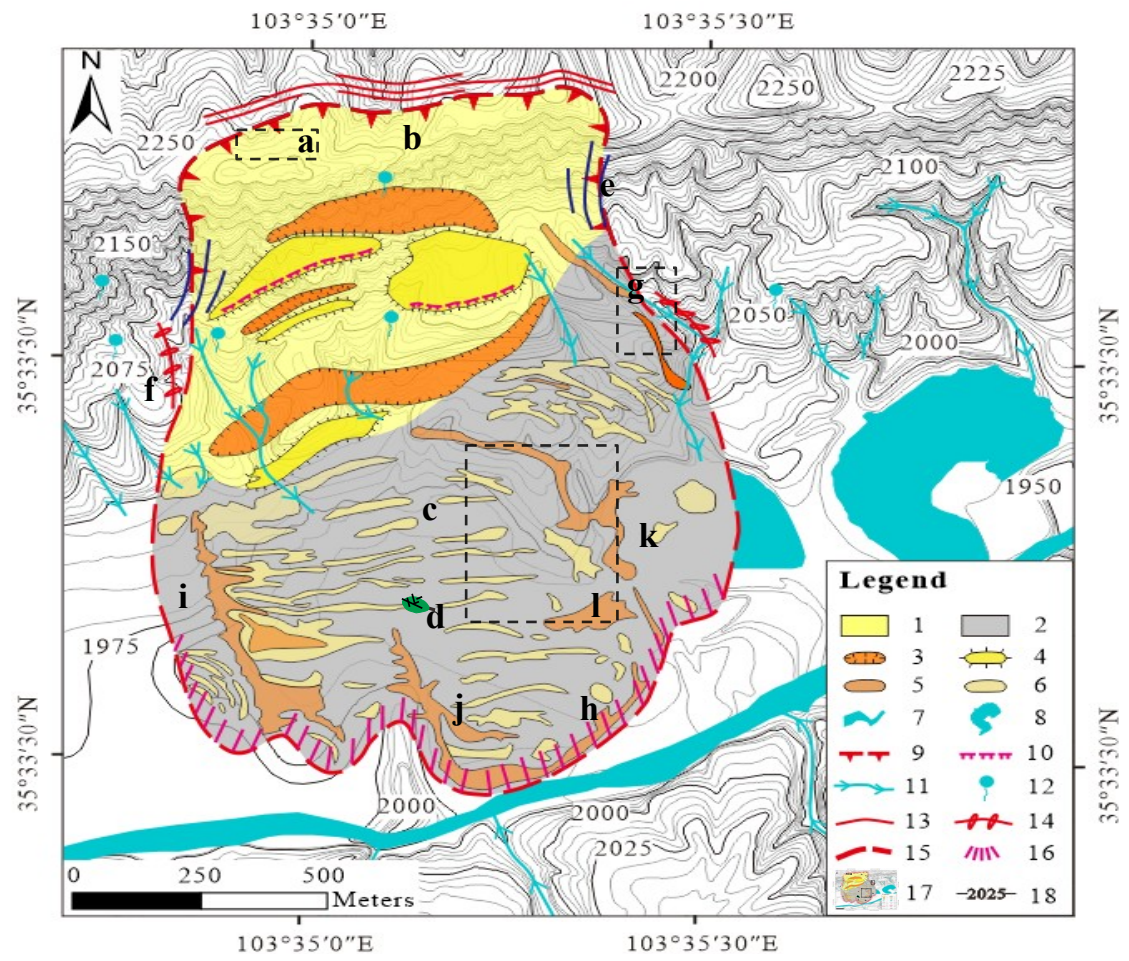 103°35′0″E
103°35′30″E
N
2200
2250
2225
2250
a
b
2100
e
2150
g
2050
35°33′30″N
35°33′30″N
2000
2075
f
1950
c
k
Legend
i
d
l
1 2
1975
3 4
j
h
5 6
35°33′30″N
35°33′30″N
7 8
9 10
2000
2000
11 12
2025
13 14
15 16
0 250 500
Meters
17 2025 18
103°35′0″E
103°35′30″E